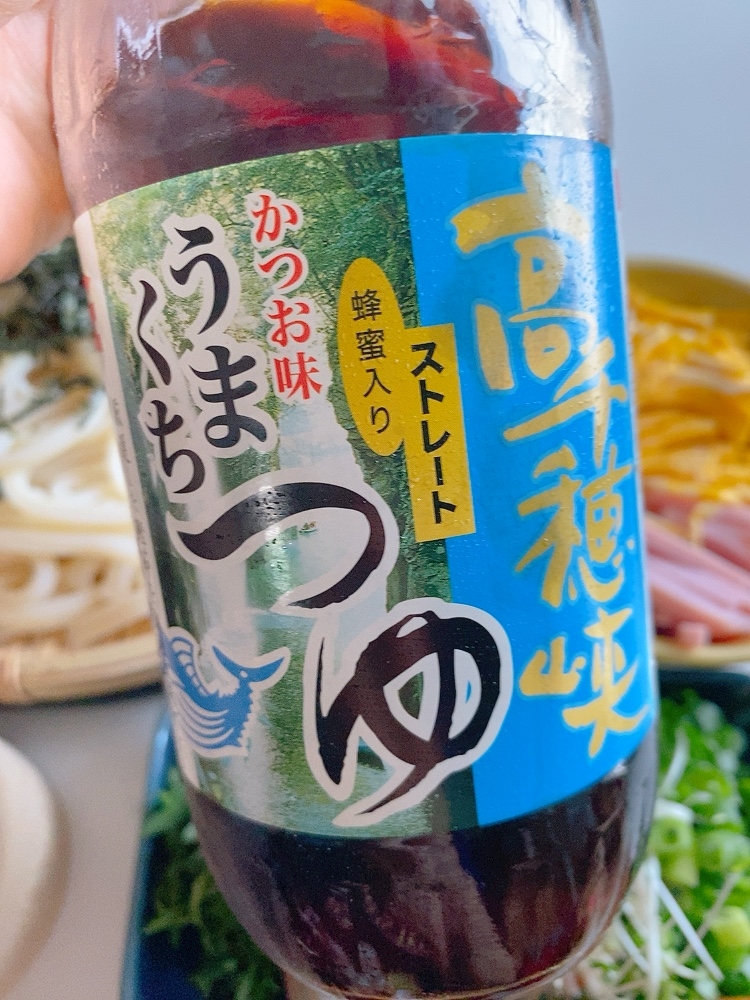 高千穂峡
ストレート
蜂蜜入り
かつお味
うまくち
つゆ